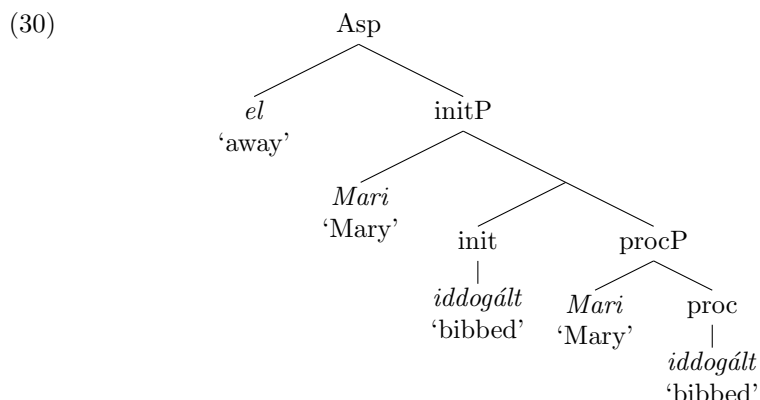 (30)
Asp
el
‘away’
initP
Mari
‘Mary’
init
iddogált
‘bibbed’
procP
Mari
‘Mary’
proc
iddogált
‘bibbed’